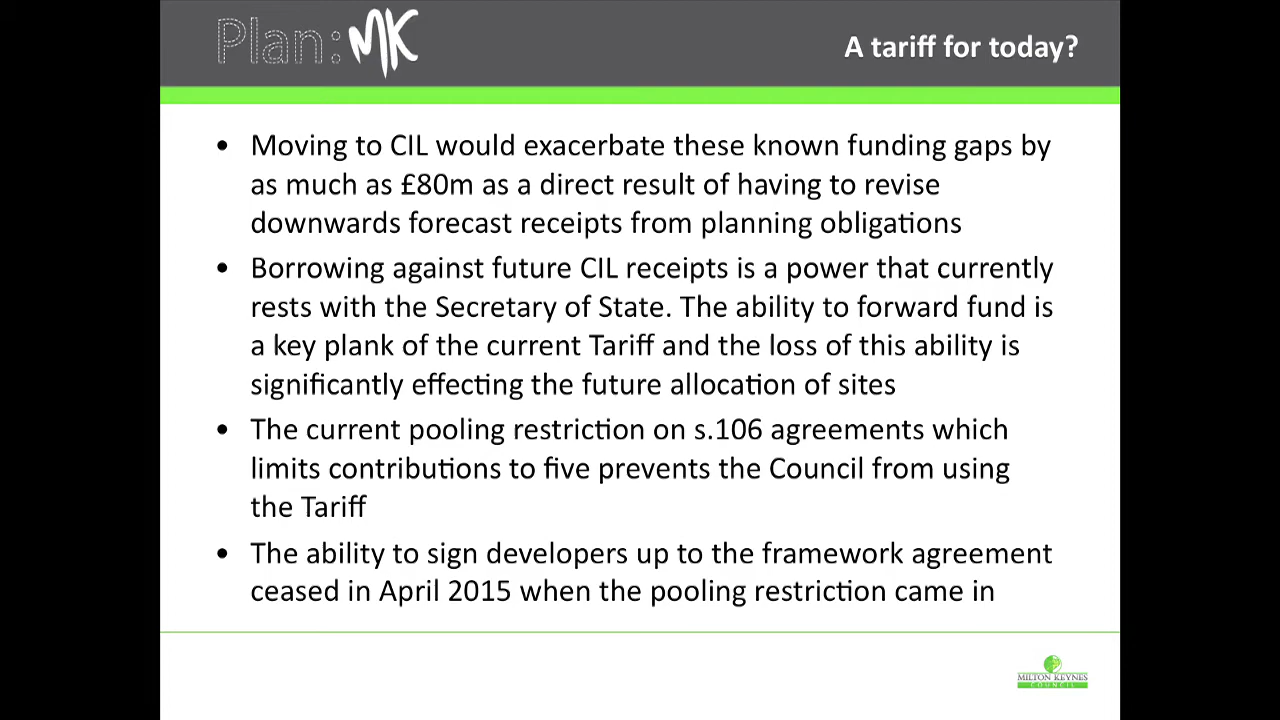 Plan:MK
A tariff for today?
• Moving to CIL would exacerbate these known funding gaps by
as much as £80m as a direct result of having to revise
downwards forecast receipts from planning obligations
• Borrowing against future CIL receipts is a power that currently
rests with the Secretary of State. The ability to forward fund is
a key plank of the current Tariff and the loss of this ability is
significantly effecting the future allocation of sites
• The current pooling restriction on s.106 agreements which
limits contributions to five prevents the Council from using
the Tariff
• The ability to sign developers up to the framework agreement
ceased in April 2015 when the pooling restriction came in
MILTON KEYNES
COUNCIL